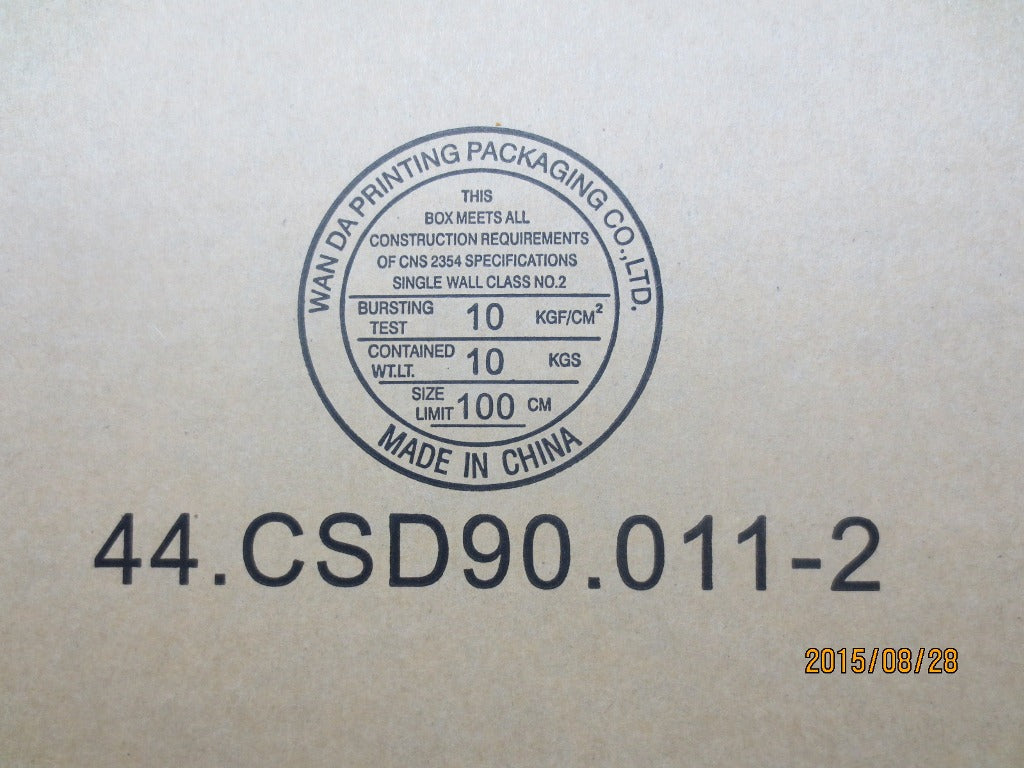 WAN DA PRINTING PACKAGING CO.,LTD.
THIS
BOX MEETS ALL
CONSTRUCTION REQUIREMENTS
OF CNS 2354 SPECIFICATIONS
SINGLE WALL CLASS NO.2
BURSTING TEST 10 KGF/CM²
CONTAINED WT.LT. 10 KGS
SIZE LIMIT 100 CM
MADE IN CHINA
44.CSD90.011-2
2015/08/28